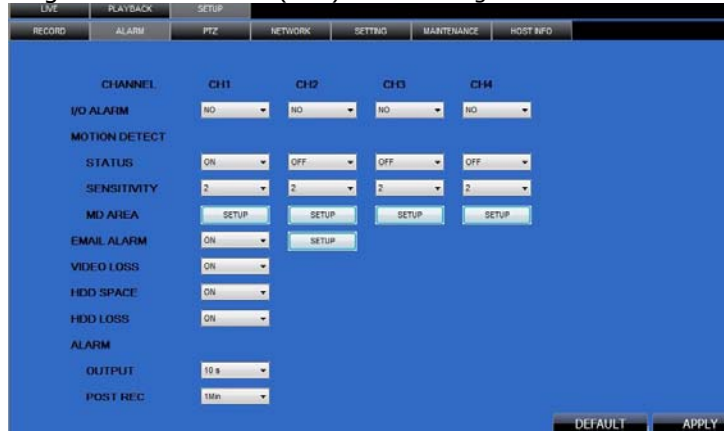 LIVE PLAYBACK SETUP
RECORD ALARM PTZ NETWORK SETTING MAINTENANCE HOST INFO
CHANNEL CH1 CH2 CH3 CH4
I/O ALARM NO NO NO NO
MOTION DETECT
STATUS ON OFF OFF OFF
SENSITIVITY 2 2 2 2
MD AREA SETUP SETUP SETUP SETUP
EMAIL ALARM ON SETUP
VIDEO LOSS ON
HDD SPACE ON
HDD LOSS ON
ALARM
OUTPUT 10 s
POST REC 1Min
DEFAULT APPLY